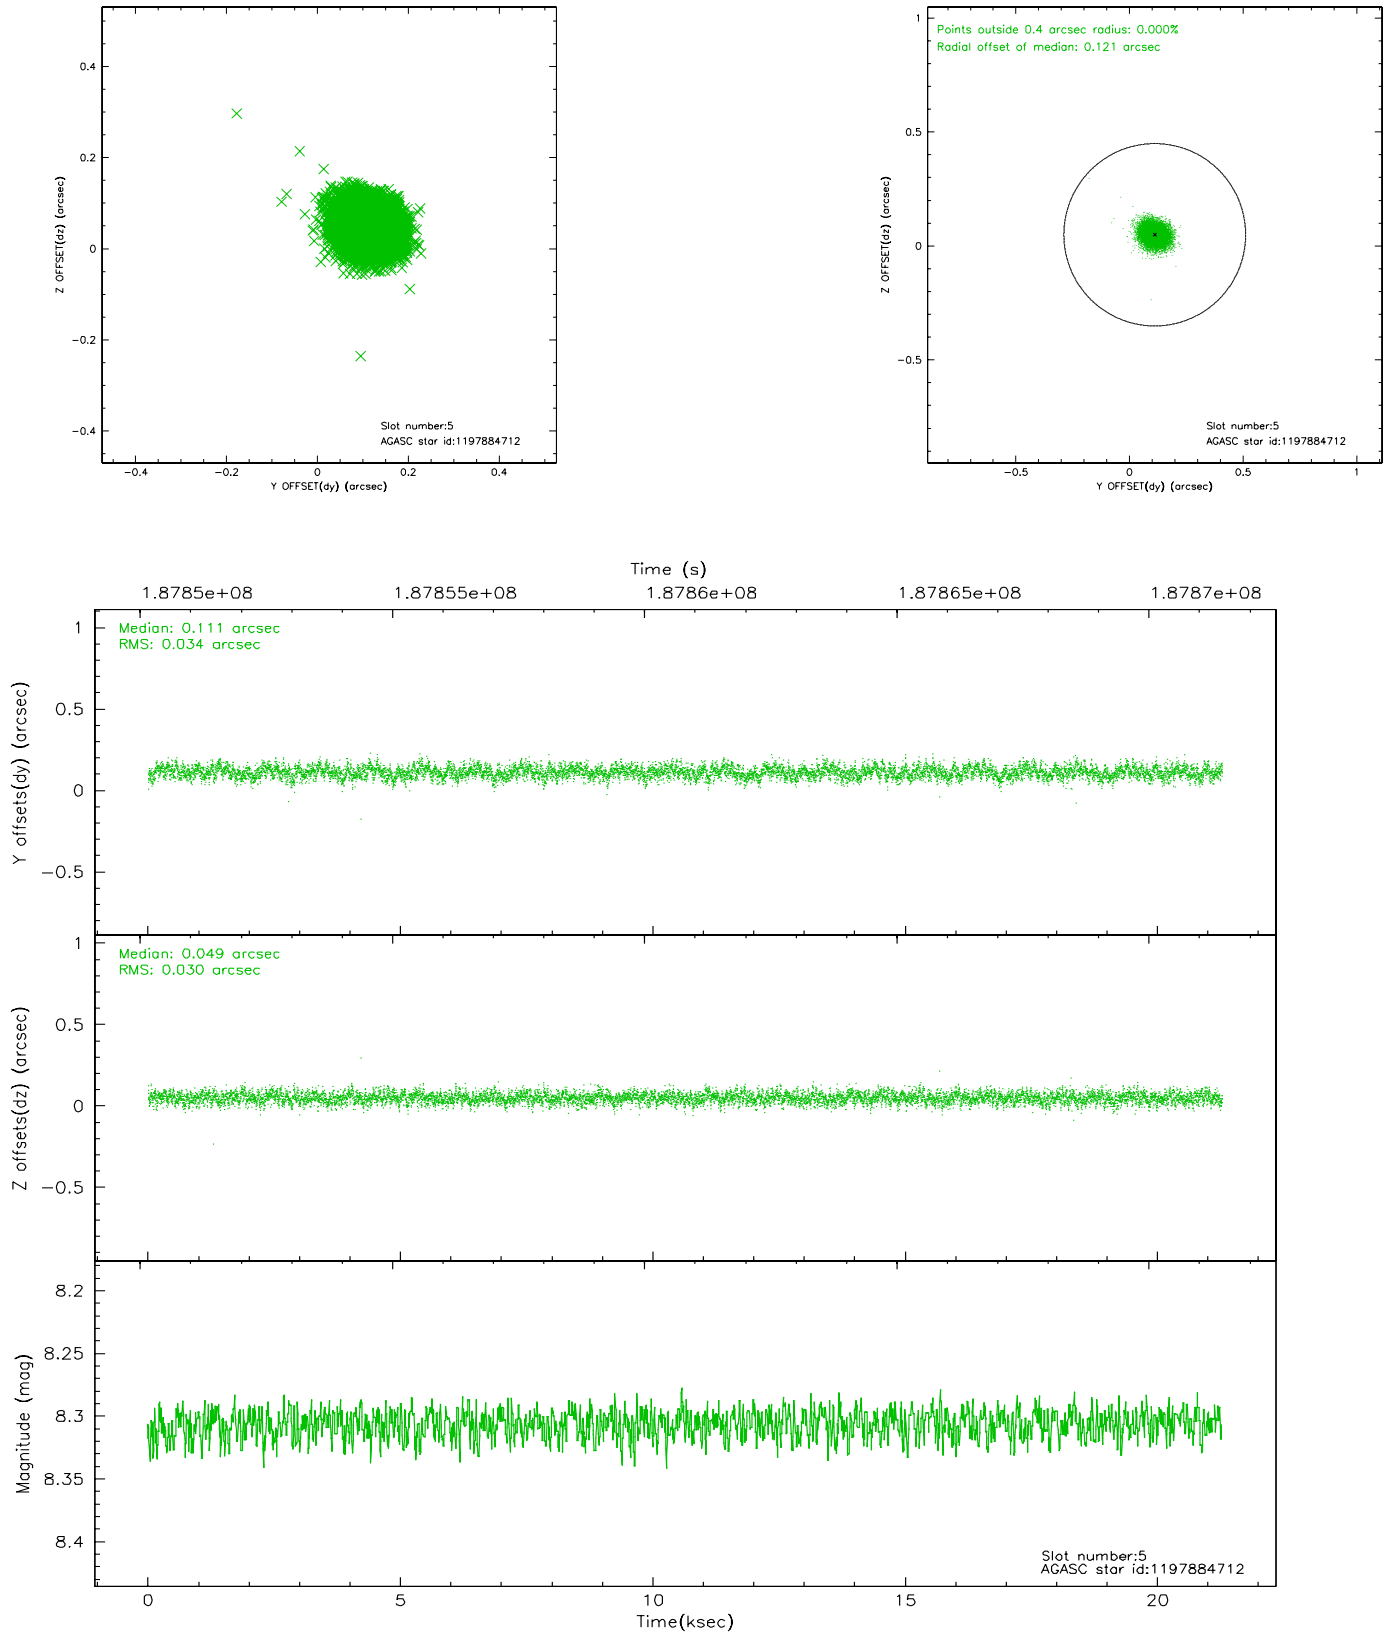 0.4
0.2
0
−0.2
−0.4
Z OFFSET(dz) (arcsec)
Slot number:5
AGASC star id:1197884712
−0.4 −0.2 0 0.2 0.4
Y OFFSET(dy) (arcsec)
Points outside 0.4 arcsec radius: 0.000%
Radial offset of median: 0.121 arcsec
1
0.5
0
−0.5
Z OFFSET(dz) (arcsec)
Slot number:5
AGASC star id:1197884712
−0.5 0 0.5 1
Y OFFSET(dy) (arcsec)
Time (s)
1.8785e+08 1.87855e+08 1.8786e+08 1.87865e+08 1.8787e+08
Median: 0.111 arcsec
RMS: 0.034 arcsec
1
0.5
0
−0.5
Y offsets(dy) (arcsec)
Median: 0.049 arcsec
RMS: 0.030 arcsec
1
0.5
0
−0.5
Z offsets(dz) (arcsec)
8.2
8.25
8.3
8.35
8.4
Magnitude (mag)
Slot number:5
AGASC star id:1197884712
0 5 10 15 20
Time(ksec)